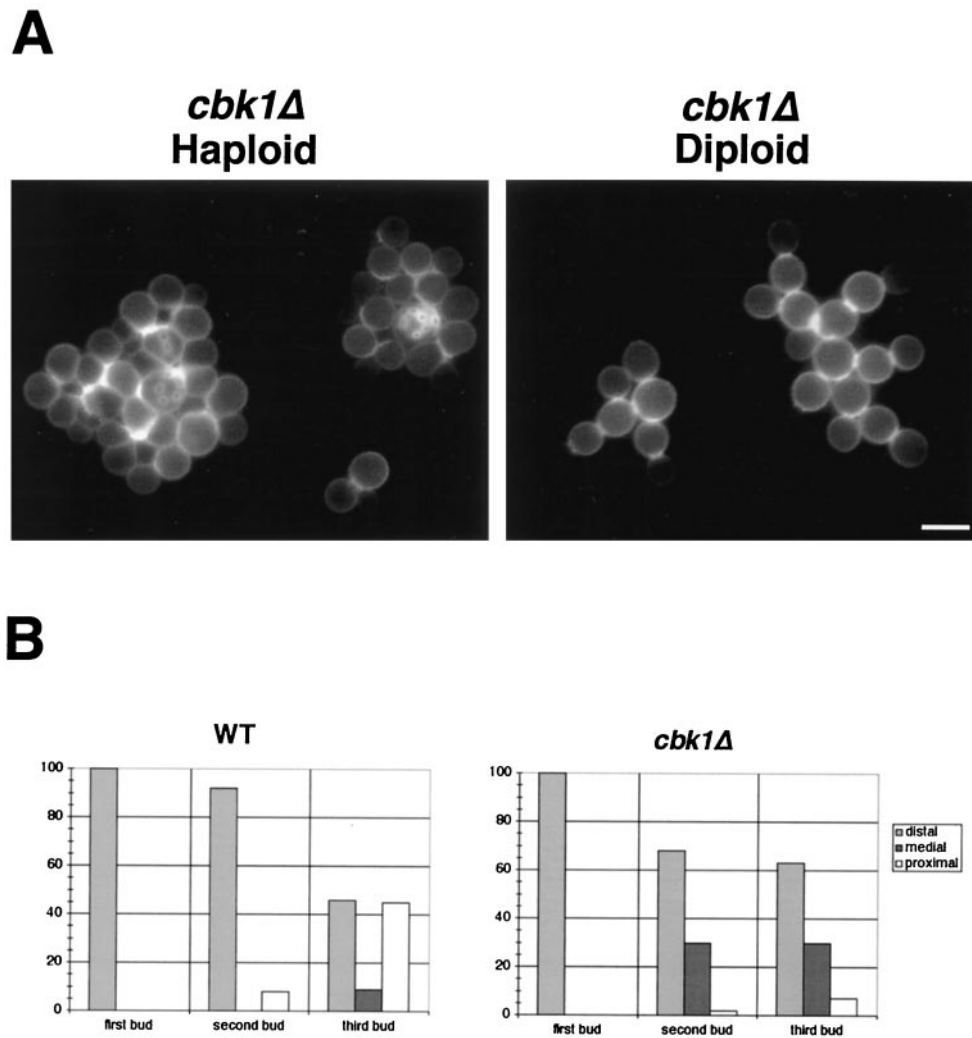 A
cbk1Δ
Haploid
cbk1Δ
Diploid
B
WT
100
80
60
40
20
0
first bud
second bud
third bud
cbk1Δ
100
80
60
40
20
0
first bud
second bud
third bud
distal
medial
proximal